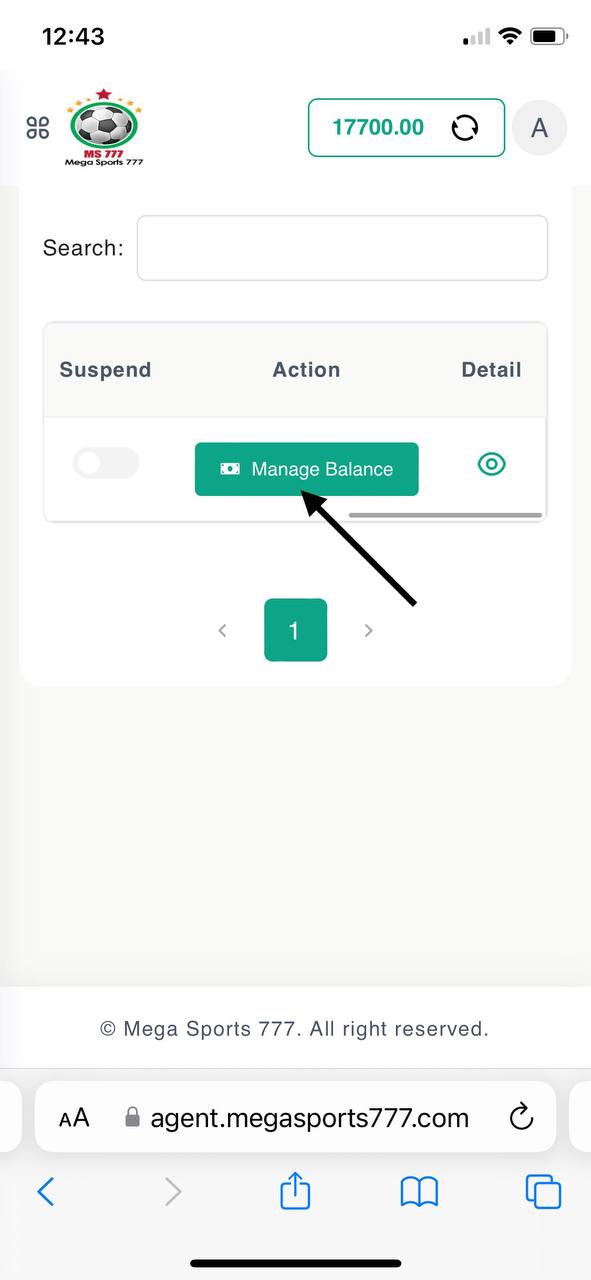 12:43
MS 777
Mega Sports 777
17700.00
A
Search:
Suspend Action Detail
Manage Balance
1
© Mega Sports 777. All right reserved.
AA agent.megasports777.com